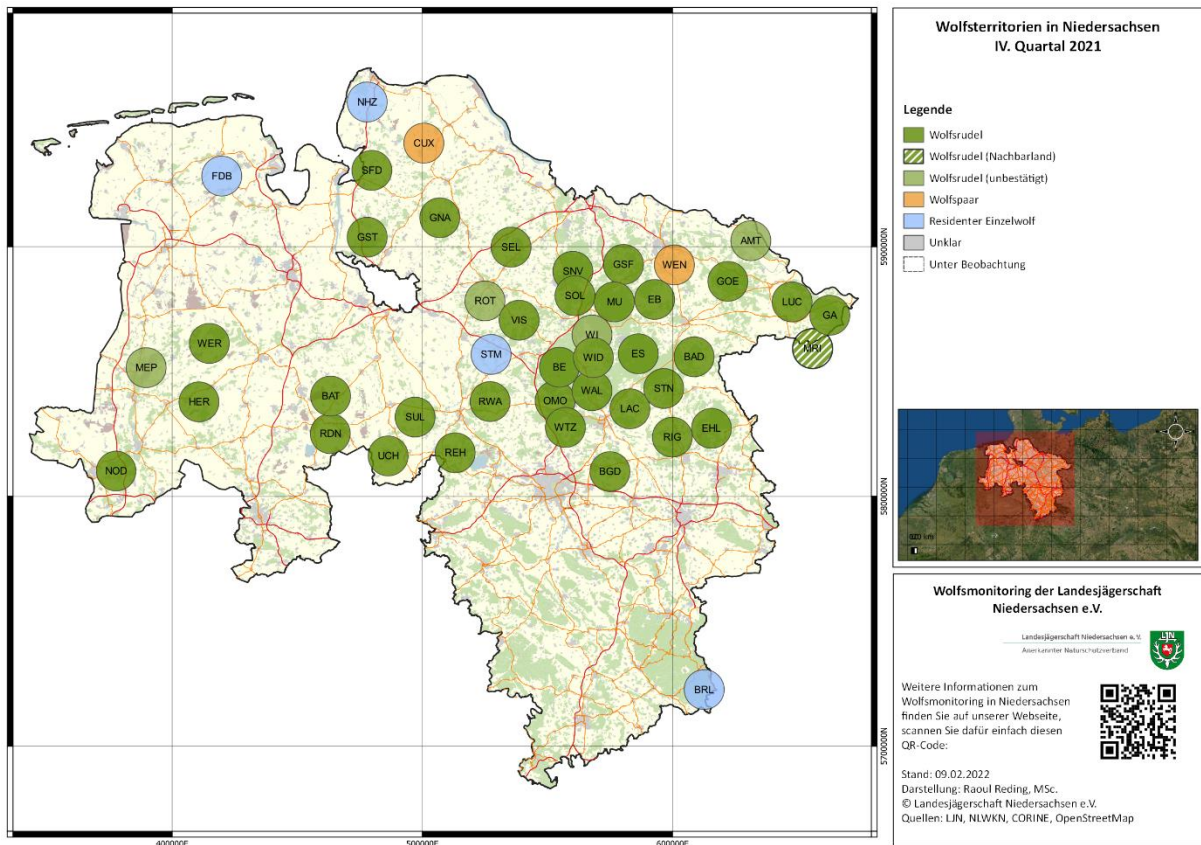 NHZ
CUX
SFD
FDB
GNA
GST
SEL
AMT
SNV
GSF
WEN
GOE
SOL
MU
EB
LUC
GA
ROT
VIS
WI
MRI
WER
STM
WID
ES
BAD
MEP
BE
WAL
STN
HER
BAT
RWA
OMO
LAC
SUL
WTZ
RDN
RIG
EHL
UCH
REH
NOD
BGD
BRL
400000E
500000E
600000E
5900000N
5800000N
5700000N
Wolfsterritorien in Niedersachsen
IV. Quartal 2021
Legende
Wolfsrudel
Wolfsrudel (Nachbarland)
Wolfsrudel (unbestätigt)
Wolfspaar
Residenter Einzelwolf
Unklar
Unter Beobachtung
Wolfsmonitoring der Landesjägerschaft
Niedersachsen e.V.
Landesjägerschaft Niedersachsen e. V.
Anerkannter Naturschutzverband
LJN
Weitere Informationen zum
Wolfsmonitoring in Niedersachsen
finden Sie auf unserer Webseite,
scannen Sie dafür einfach diesen
QR-Code:
Stand: 09.02.2022
Darstellung: Raoul Reding, MSc.
© Landesjägerschaft Niedersachsen e.V.
Quellen: LJN, NLWKN, CORINE, OpenStreetMap